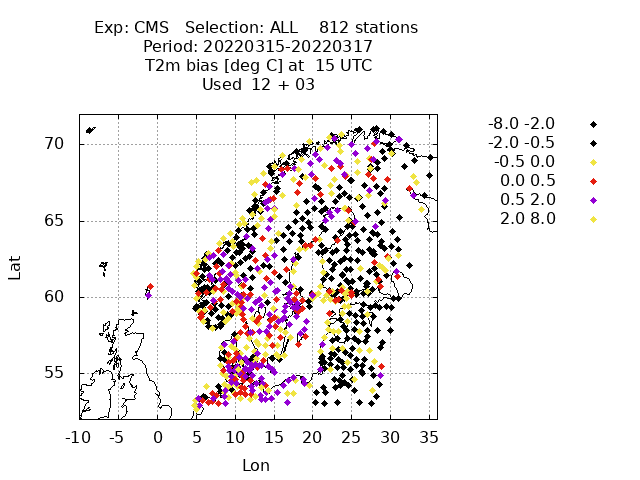 Exp: CMS   Selection: ALL    812 stations
Period: 20220315-20220317
T2m bias [deg C] at  15 UTC
Used  12 + 03
-8.0 -2.0
-2.0 -0.5
-0.5 0.0
0.0 0.5
0.5 2.0
2.0 8.0
Lat
70
65
60
55
-10 -5 0 5 10 15 20 25 30 35
Lon